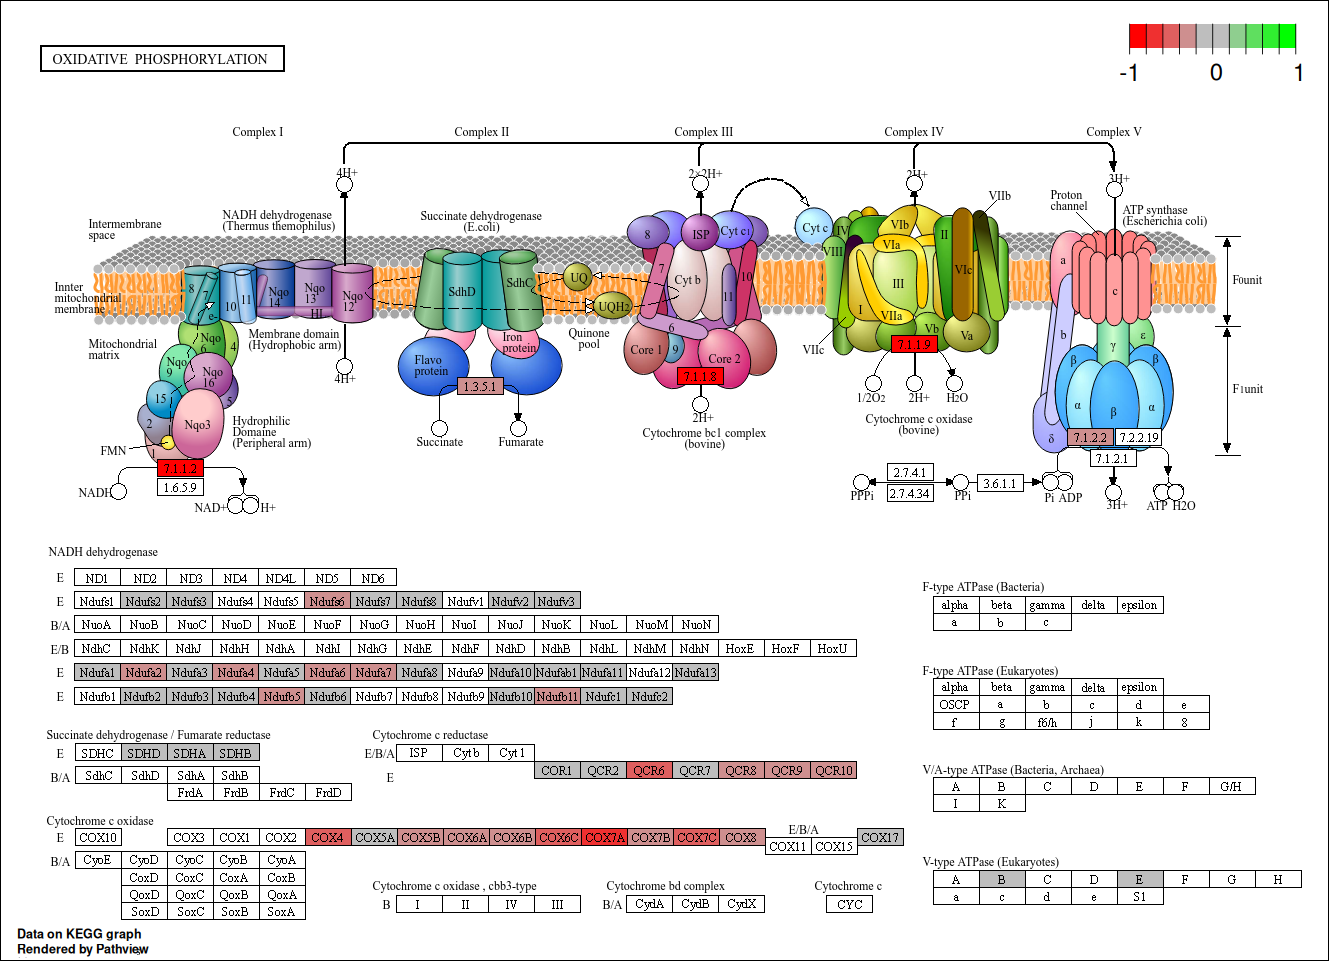 OXIDATIVE PHOSPHORYLATION
-1 0 1
Complex I Complex II Complex III Complex IV Complex V
4H+ 2×2H+ 2H+ 3H+
Intermembrane
space
NADH dehydrogenase
(Thermus themophilus)
Succinate dehydrogenase
(E.coli)
8 ISP Cyt c1 Cyt c IV VIb VIIb
Proton
channel
ATP synthase
(Escherichia coli)
VIII VIa II VIc a
Innter
mitochondrial
membrane
8 7 10 11 Nqo
14 Nqo
13 Nqo
12 HI e-
SdhD SdhC UQ UQH2
7 Cyt b 11 10 6
III I VIIa Vb Va VIIc
c b γ ε
Founit
F1unit
Mitochondrial
matrix
Membrane domain
(Hydrophobic arm)
4H+
Nqo
6 4
Nqo
9 Nqo
16
15 5 2 Nqo3 1
Hydrophilic
Domaine
(Peripheral arm)
FMN
Flavo
protein
Iron
protein
Quinone
pool
Core 1 9 Core 2
β β α β α δ
7.1.1.2
1.6.5.9
1.3.5.1
7.1.1.8
7.1.1.9
7.1.2.2 7.2.2.19
7.1.2.1
NADH NAD+ H+
Succinate Fumarate
2H+
Cytochrome bc1 complex
(bovine)
1/2O2 2H+ H2O
Cytochrome c oxidase
(bovine)
2.7.4.1
2.7.4.34
3.6.1.1
PPPi PPi Pi ADP 3H+ ATP H2O
NADH dehydrogenase
E ND1 ND2 ND3 ND4 ND4L ND5 ND6
E Ndufs1 Ndufs2 Ndufs3 Ndufs4 Ndufs5 Ndufs6 Ndufs7 Ndufs8 Ndufv1 Ndufv2 Ndufv3
B/A NuoA NuoB NuoC NuoD NuoE NuoF NuoG NuoH NuoI NuoJ NuoK NuoL NuoM NuoN
E/B NdhC NdhK NdhJ NdhH NdhA NdhI NdhG NdhE NdhF NdhD NdhB NdhL NdhM NdhN HoxE HoxF HoxU
E Ndufa1 Ndufa2 Ndufa3 Ndufa4 Ndufa5 Ndufa6 Ndufa7 Ndufa8 Ndufa9 Ndufa10 Ndufab1 Ndufa11 Ndufa12 Ndufa13
E Ndufb1 Ndufb2 Ndufb3 Ndufb4 Ndufb5 Ndufb6 Ndufb7 Ndufb8 Ndufb9 Ndufb10 Ndufb11 Ndufc1 Ndufc2
Succinate dehydrogenase / Fumarate reductase
E SDHC SDHD SDHA SDHB
B/A SdhC SdhD SdhA SdhB
FrdA FrdB FrdC FrdD
Cytochrome c reductase
E/B/A ISP Cyt b Cyt 1
E COR1 QCR2 QCR6 QCR7 QCR8 QCR9 QCR10
Cytochrome c oxidase
E COX10 COX3 COX1 COX2 COX4 COX5A COX5B COX6A COX6B COX6C COX7A COX7B COX7C COX8 COX17
E/B/A
COX11 COX15
B/A CyoE CyoD CyoC CyoB CyoA
CoxD CoxC CoxA CoxB
QoxD QoxC QoxB QoxA
SoxD SoxC SoxB SoxA
Cytochrome c oxidase , cbb3-type
B I II IV III
Cytochrome bd complex
B/A CydA CydB CydX
Cytochrome c
CYC
F-type ATPase (Bacteria)
alpha beta gamma delta epsilon
a b c
F-type ATPase (Eukaryotes)
alpha beta gamma delta epsilon
OSCP a b c d e
f g f6/h j k 8
V/A-type ATPase (Bacteria, Archaea)
A B C D E F G/H
I K
V-type ATPase (Eukaryotes)
A B C D E F G H
a c d e S1
Data on KEGG graph
Rendered by Pathview